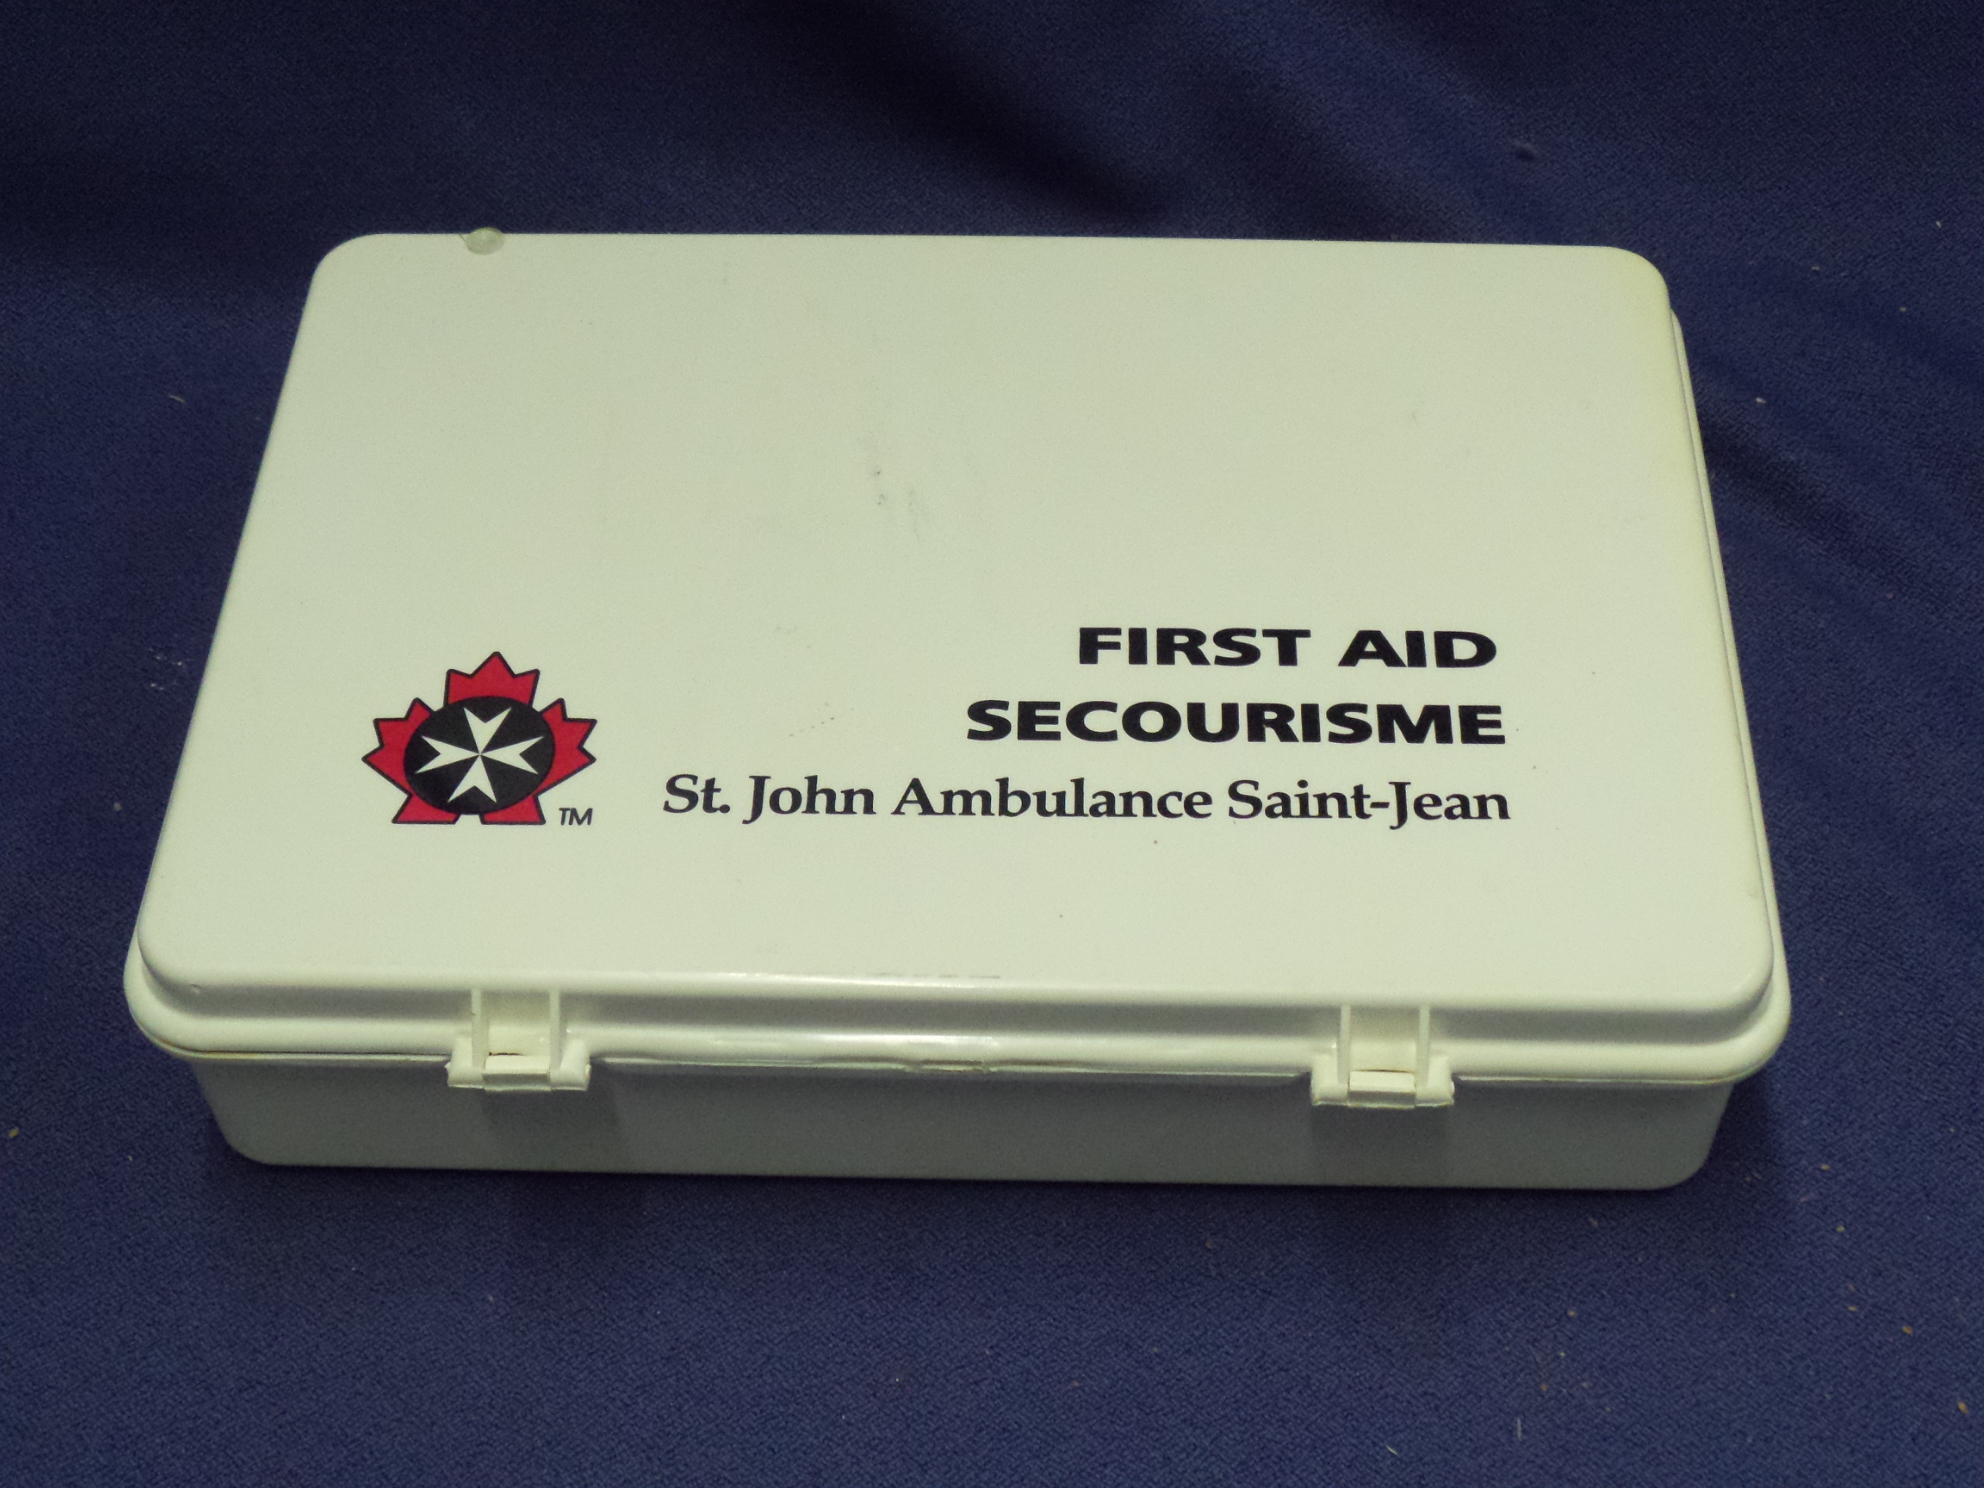 FIRST AID
SECOURISME
St. John Ambulance Saint-Jean
TM